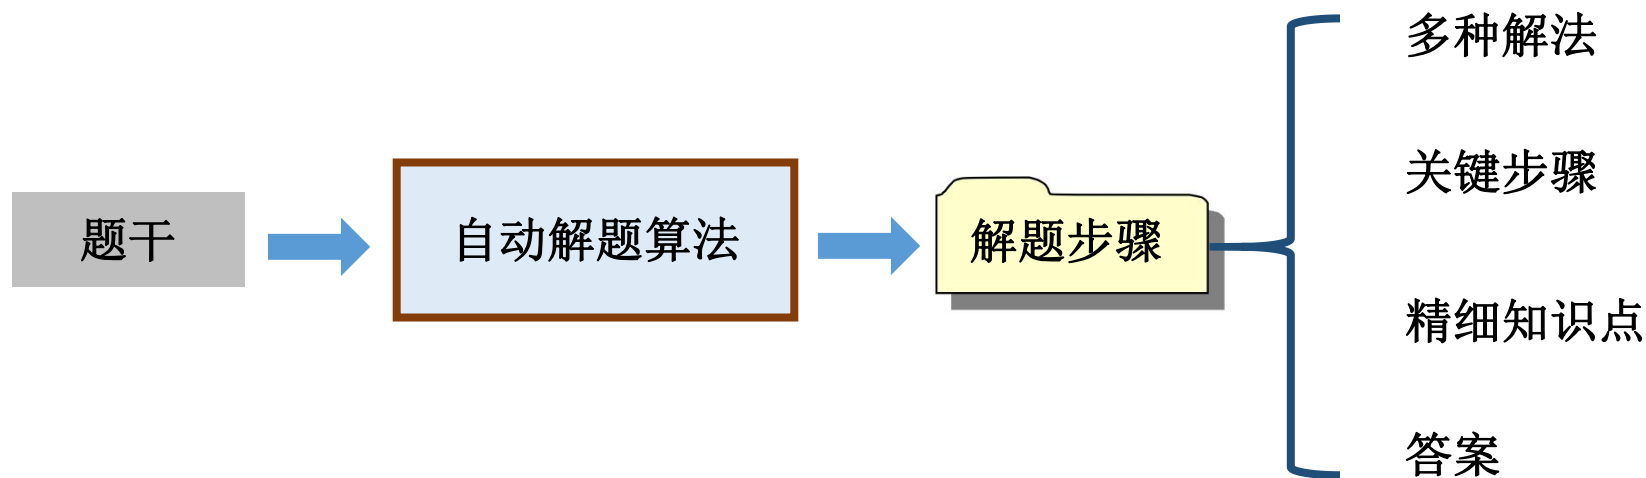 题干
自动解题算法
解题步骤
多种解法
关键步骤
精细知识点
答案